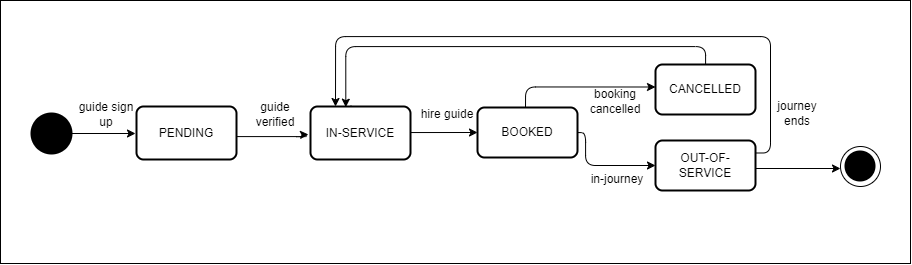 guide sign
up
PENDING
guide
verified
IN-SERVICE
hire guide
BOOKED
booking
cancelled
CANCELLED
in-journey
OUT-OF-
SERVICE
journey
ends